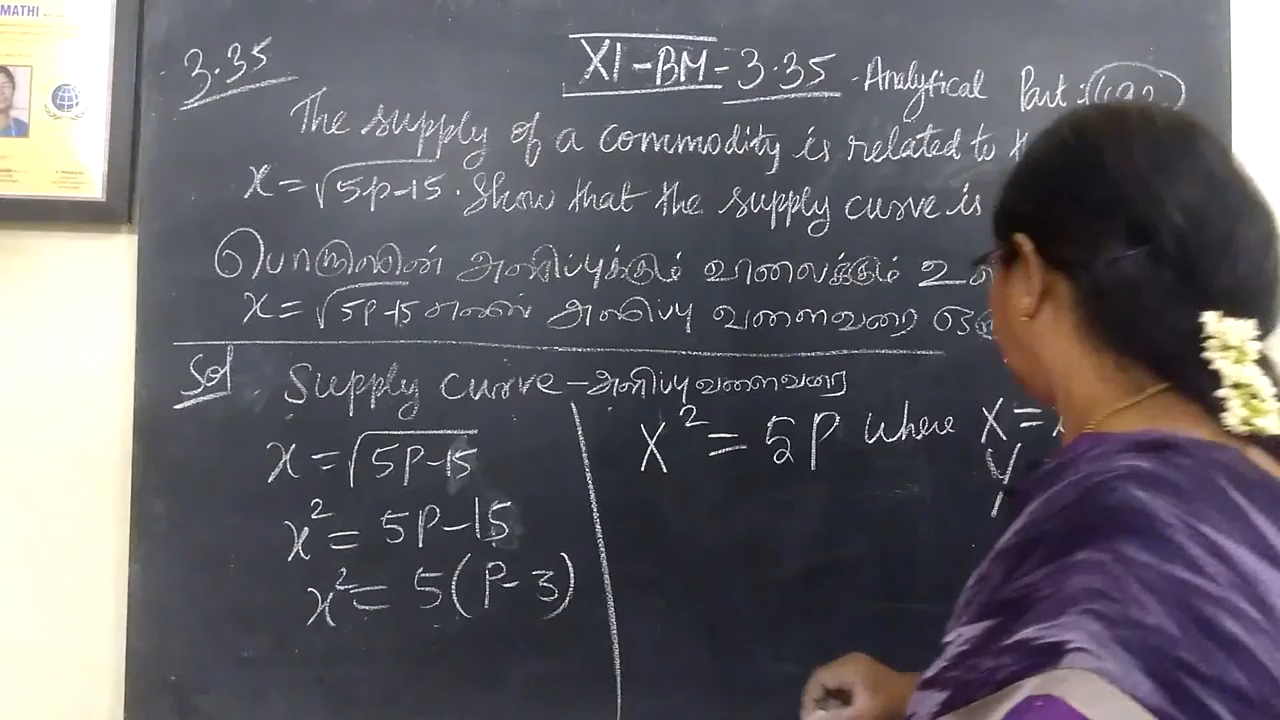 MATHI
3.35
XI-BM-3.35 - Analytical Part:
The supply of a commodity is related to
x = √5p-15. Show that the supply curve is
பொருளின் அளிப்புக்கும் விலைக்கும்
x = √5p-15 எனில் அளிப்பு வளைவரை
Sol. Supply curve - அளிப்பு வளைவரை
x = √5p-15
x² = 5p-15
x² = 5(p-3)
X² = 5P where X =